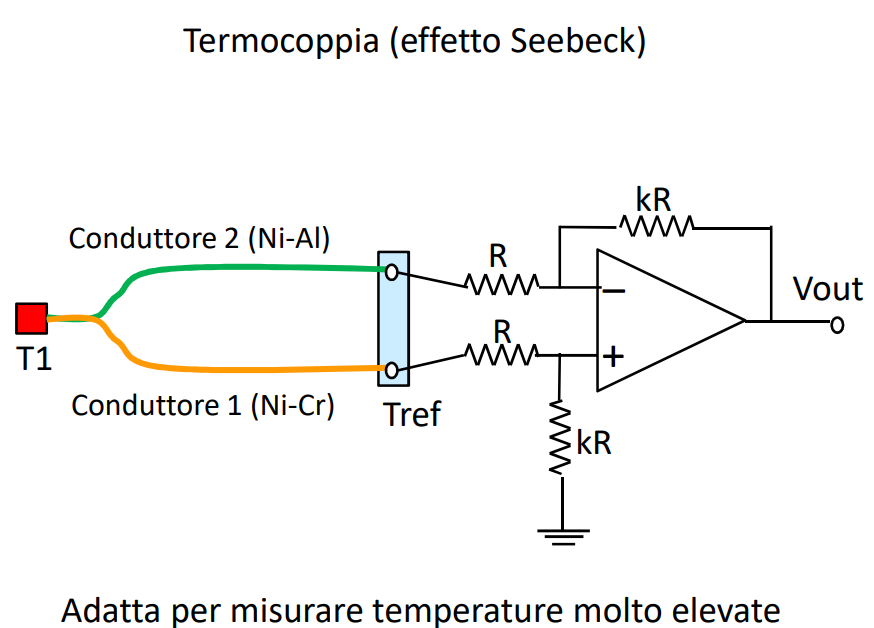 Termocoppia (effetto Seebeck)
kR
Conduttore 2 (Ni-Al)
R
Vout
−
R
T1
+
Conduttore 1 (Ni-Cr)
Tref
kR
Adatta per misurare temperature molto elevate